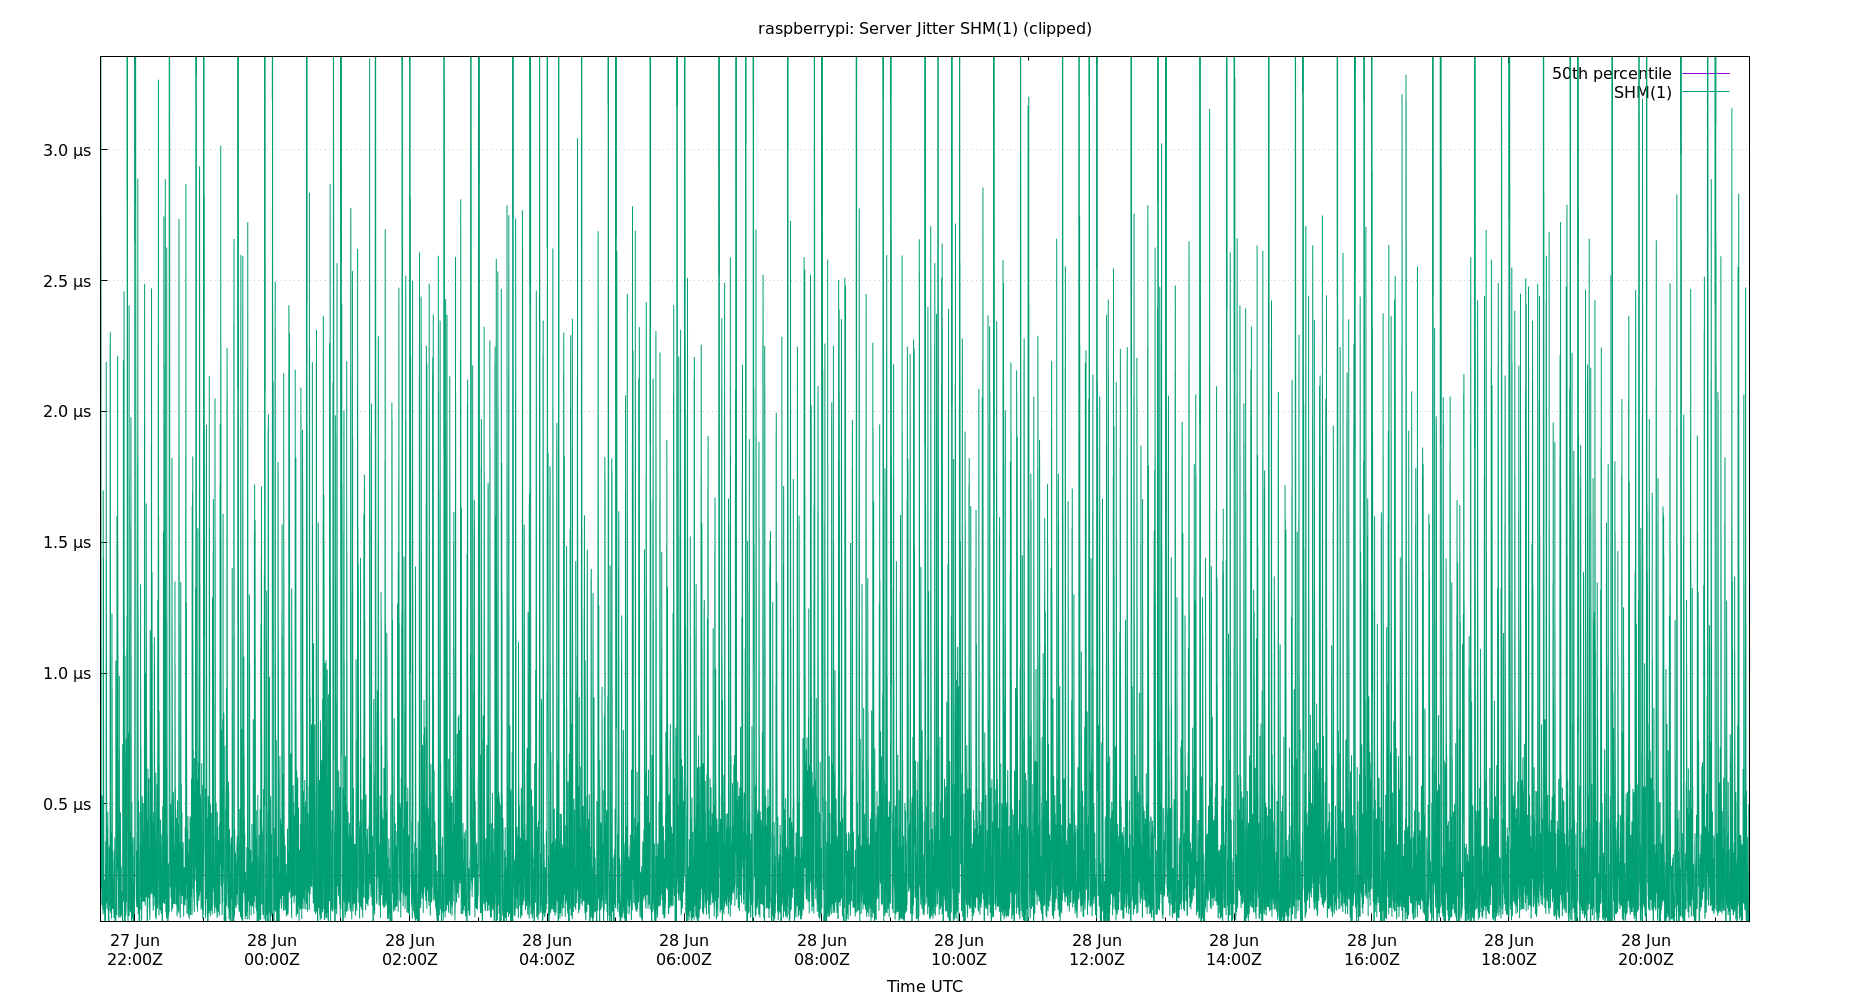 raspberrypi: Server Jitter SHM(1) (clipped)
50th percentile
SHM(1)
3.0 µs
2.5 µs
2.0 µs
1.5 µs
1.0 µs
0.5 µs
27 Jun 28 Jun 28 Jun 28 Jun 28 Jun 28 Jun 28 Jun 28 Jun 28 Jun 28 Jun 28 Jun 28 Jun
22:00Z 00:00Z 02:00Z 04:00Z 06:00Z 08:00Z 10:00Z 12:00Z 14:00Z 16:00Z 18:00Z 20:00Z
Time UTC